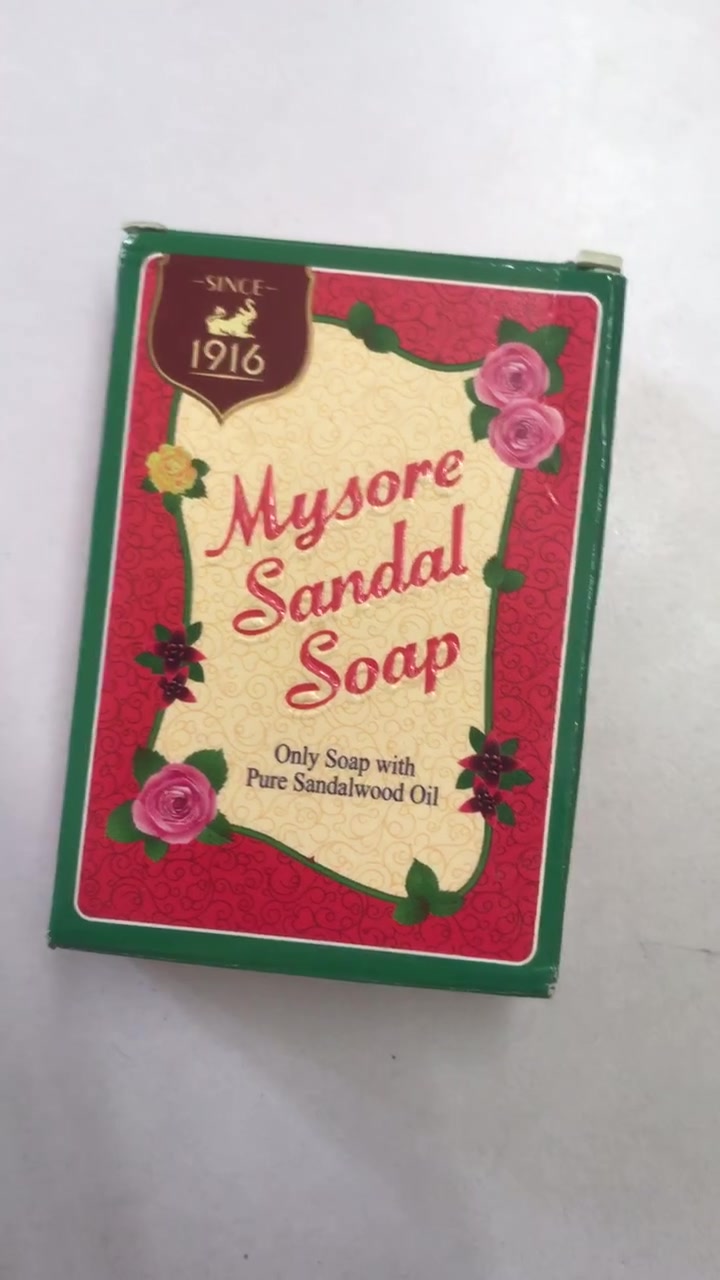 -SINCE-
1916
Mysore
Sandal
Soap
Only Soap with
Pure Sandalwood Oil